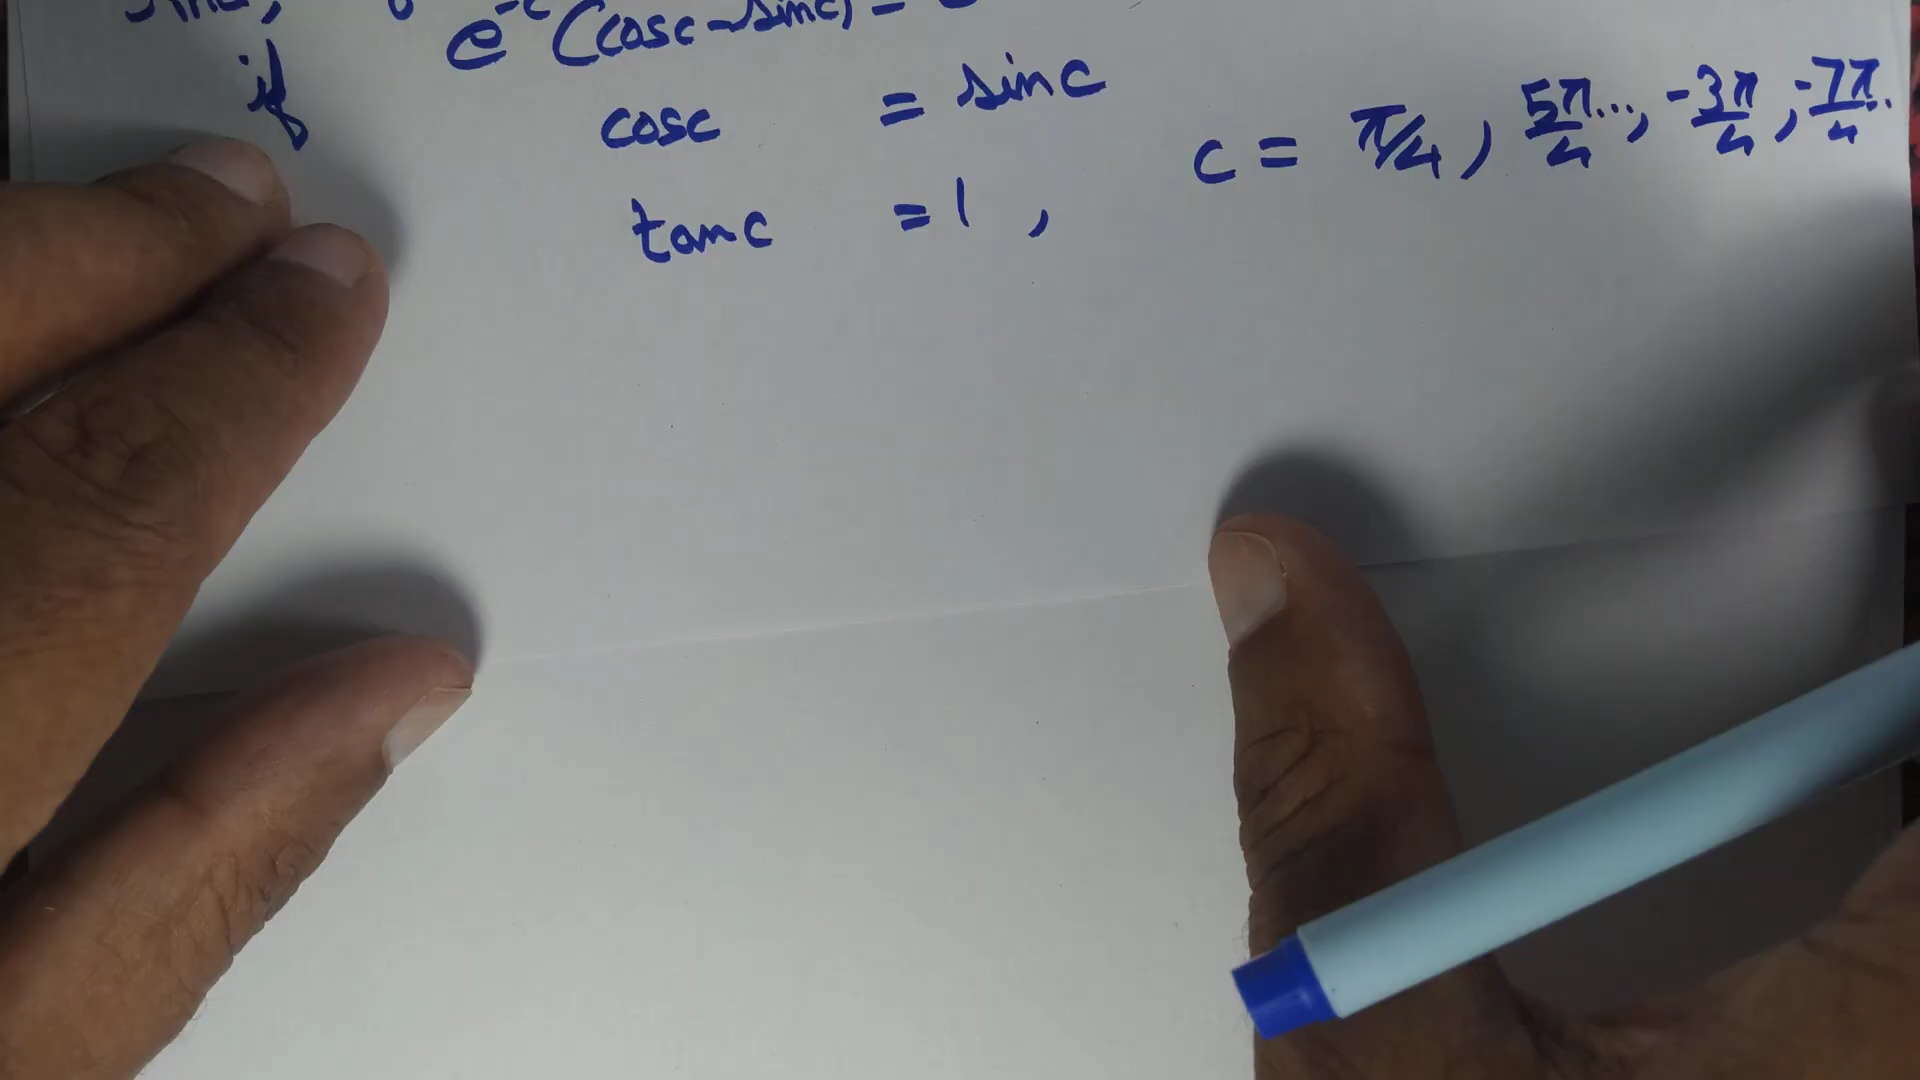 e^{-c}(cosc-sinc) =
if
cosc = sinc
tanc = 1 , c = π/4 , 5π/4 ..., -3π/4 , -7π/4.